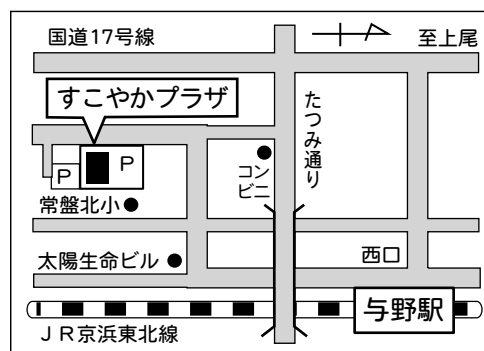 国道17号線
至上尾
すこやかプラザ
たつみ通り
P
P
コン
ビニ
常盤北小
太陽生命ビル
西口
与野駅
JR京浜東北線